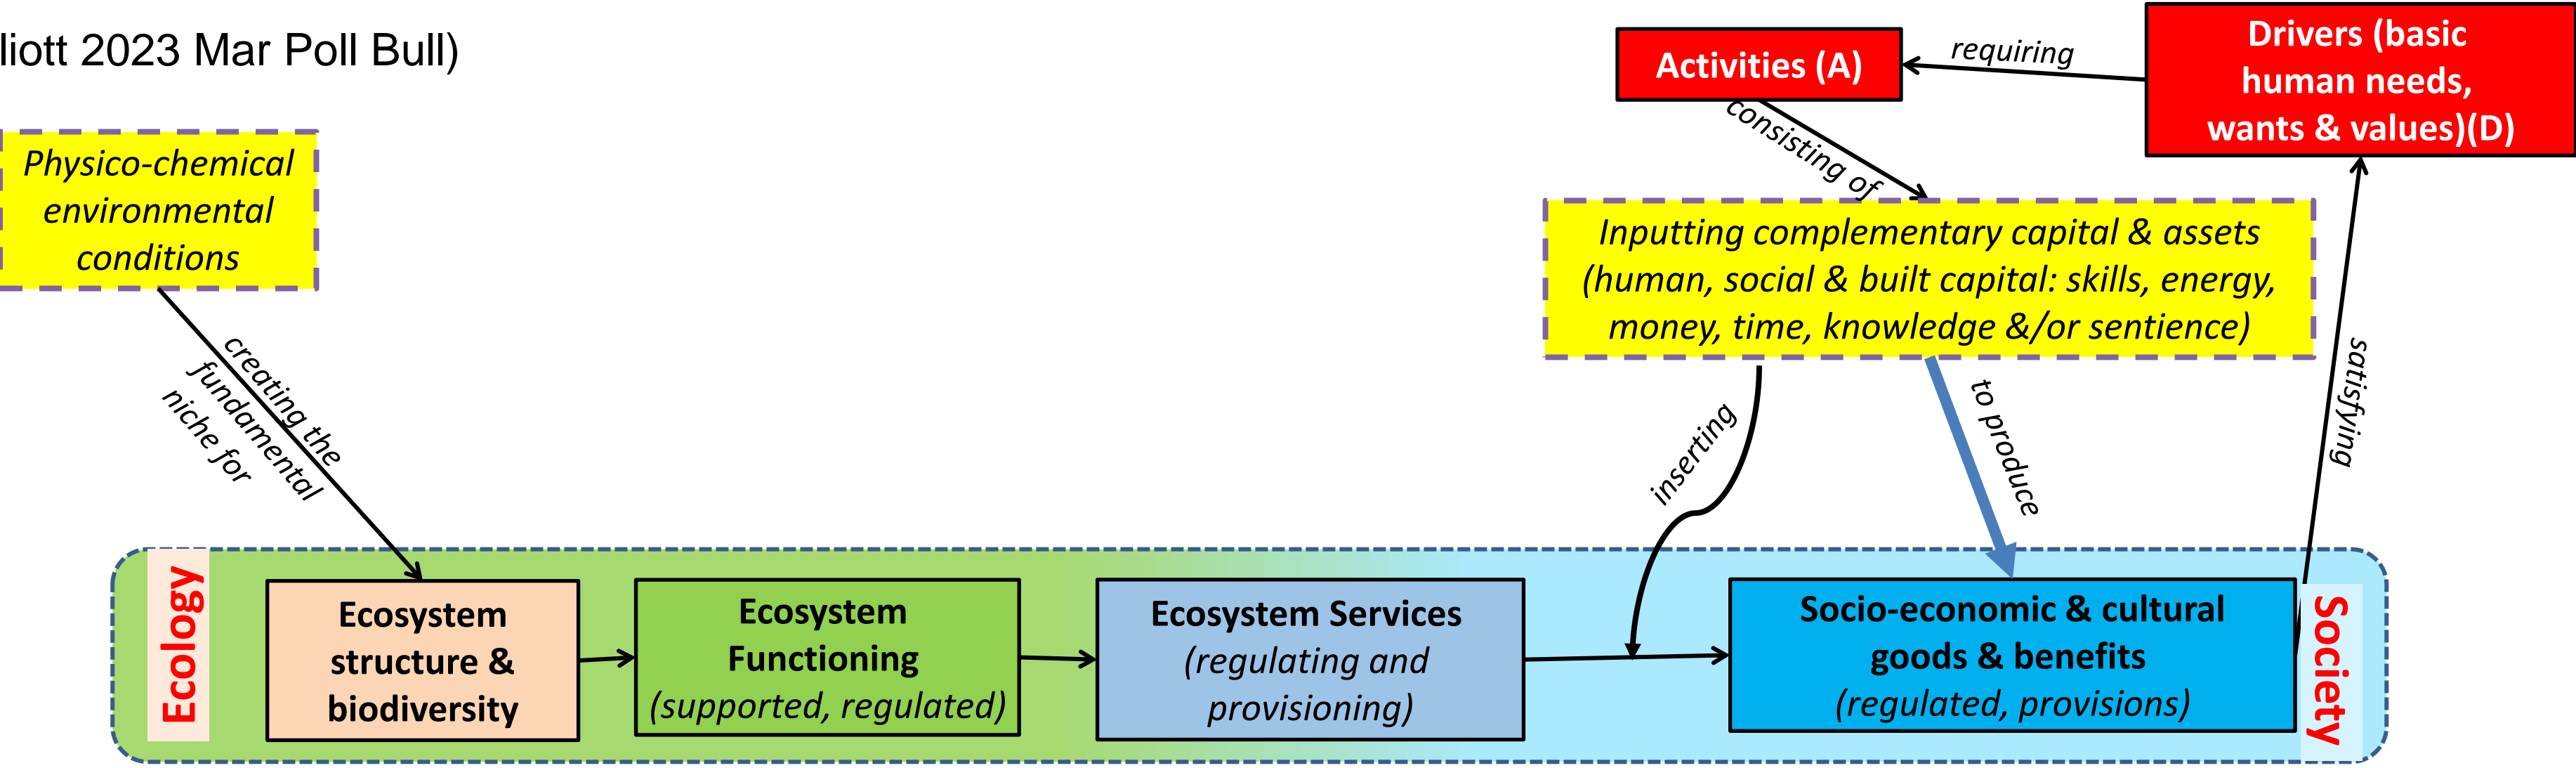 liott 2023 Mar Poll Bull)
Activities (A)
requiring
Drivers (basic
human needs,
wants & values)(D)
consisting of
Physico-chemical
environmental
conditions
Inputting complementary capital & assets
(human, social & built capital: skills, energy,
money, time, knowledge &/or sentience)
creating the
fundamental
niche for
inserting
to produce
satisfying
Ecology
Ecosystem
structure &
biodiversity
Ecosystem
Functioning
(supported, regulated)
Ecosystem Services
(regulating and
provisioning)
Socio-economic & cultural
goods & benefits
(regulated, provisions)
Society